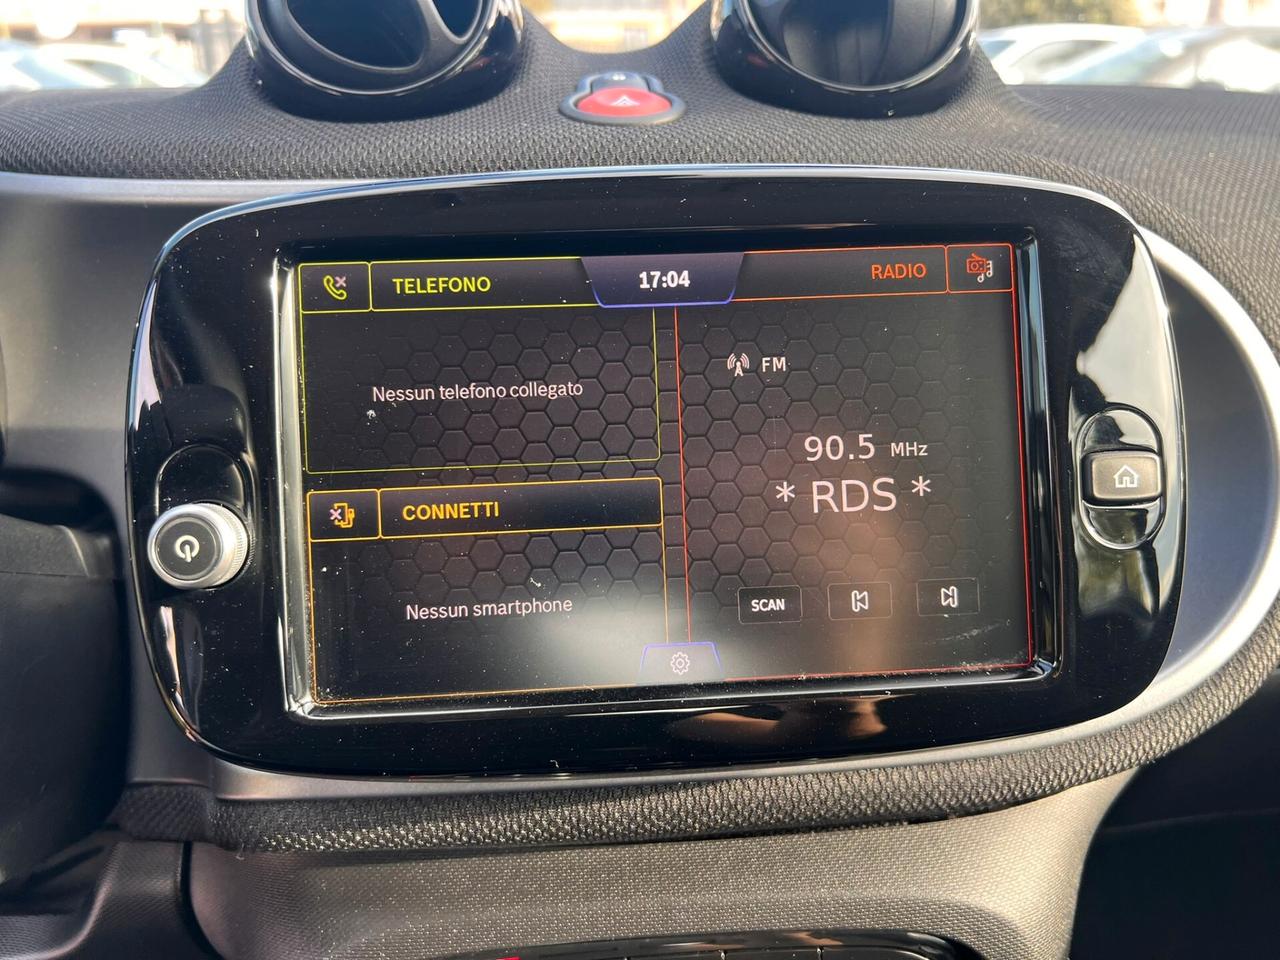 TELEFONO
17:04
RADIO
Nessun telefono collegato
FM
90.5 MHz
* RDS *
CONNETTI
Nessun smartphone
SCAN